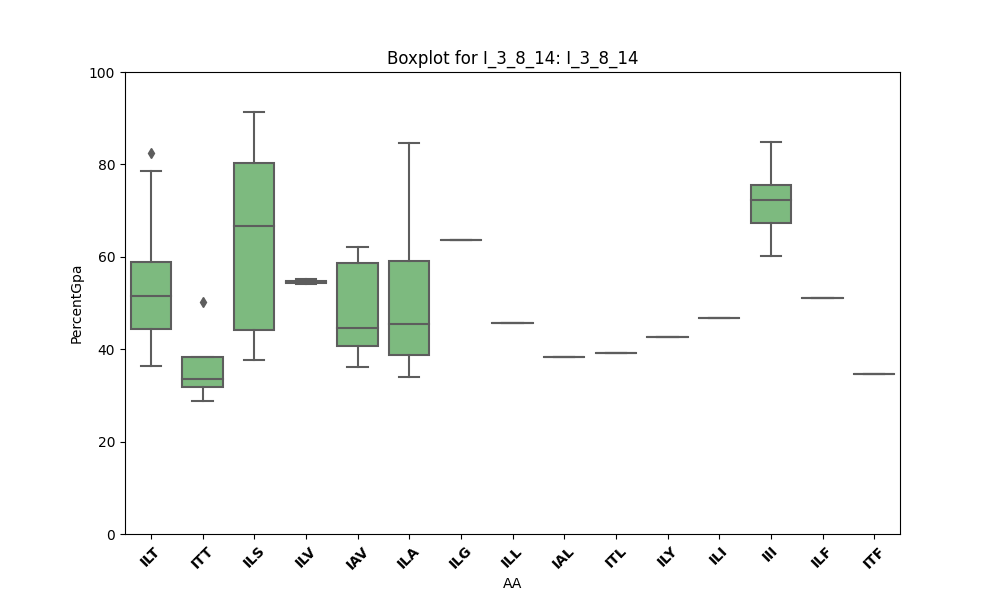 Boxplot for I_3_8_14: I_3_8_14
PercentGpa
100
80
60
40
20
0
ILT ITT ILS ILV IAV ILA ILG ILL IAL ITL ILY ILI III ILF ITF
AA